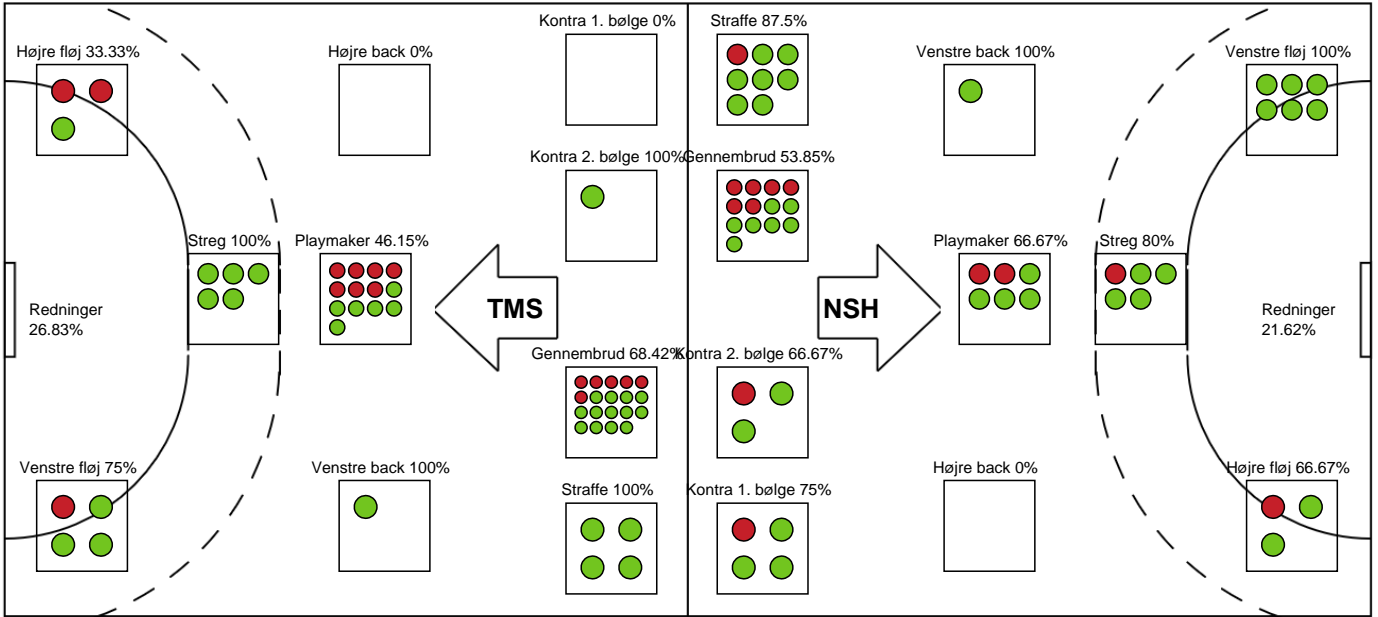 Kontra 1. bølge 0%
Straffe 87.5%
Højre fløj 33.33%
Højre back 0%
Venstre back 100%
Venstre fløj 100%
Kontra 2. bølge 100%
Gennembrud 53.85%
Streg 100%
Playmaker 46.15%
Playmaker 66.67%
Streg 80%
Redninger
26.83%
TMS
NSH
Redninger
21.62%
Gennembrud 68.42%
Kontra 2. bølge 66.67%
Venstre fløj 75%
Venstre back 100%
Straffe 100%
Kontra 1. bølge 75%
Højre back 0%
Højre fløj 66.67%